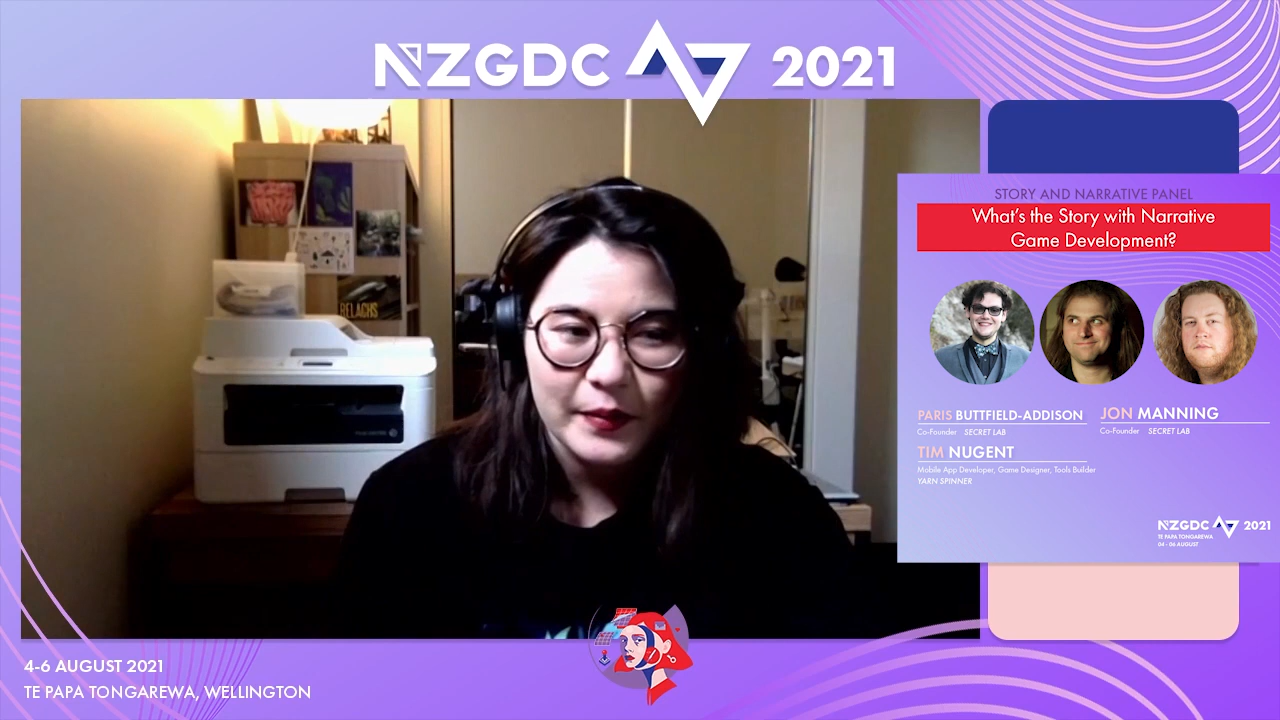 NZGDC 2021
RELACHS
STORY AND NARRATIVE PANEL
What's the Story with Narrative
Game Development?
PARIS BUTTFIELD-ADDISON
Co-Founder SECRET LAB
JON MANNING
Co-Founder SECRET LAB
TIM NUGENT
Mobile App Developer, Game Designer, Tools Builder
YARN SPINNER
NZGDC 2021
TE PAPA TONGAREWA
04 - 06 AUGUST
4-6 AUGUST 2021
TE PAPA TONGAREWA, WELLINGTON